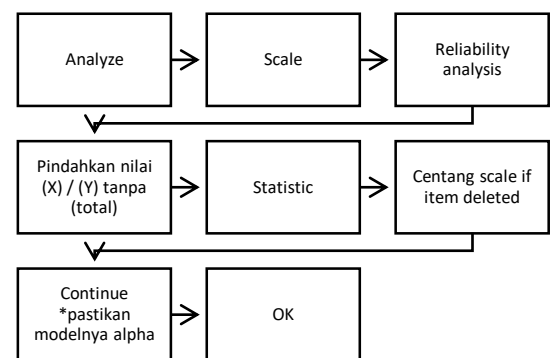 Analyze
Scale
Reliability
analysis
Pindahkan nilai
(X) / (Y) tanpa
(total)
Statistic
Centang scale if
item deleted
Continue
*pastikan
modelnya alpha
OK